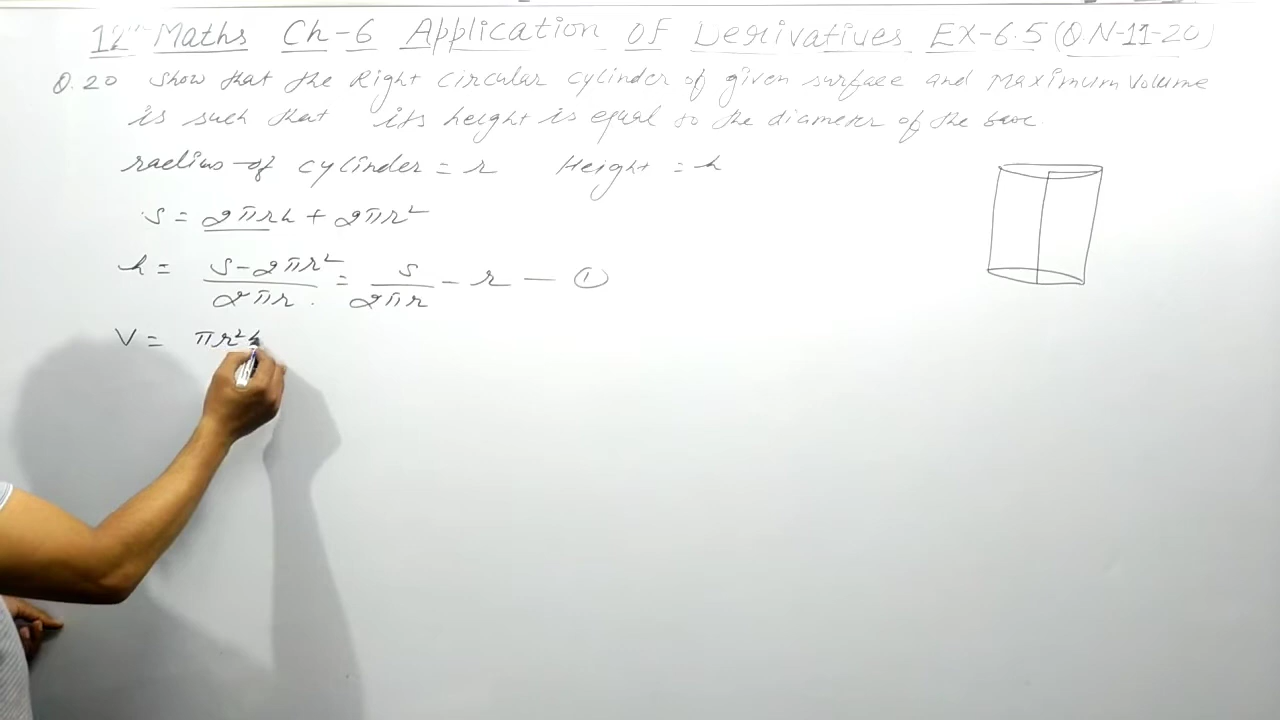 12th Maths Ch-6 Application OF Derivatives EX-6.5 (Q.N-11-20)
Q.20 Show that the Right circular cylinder of given surface and Maximum Volume
is such that its height is equal to the diameter of the base.
radius of cylinder = r Height = h
S = 2πrh + 2πr²
h = S-2πr²/2πr = S/2πr - r — ①
V = πr²h